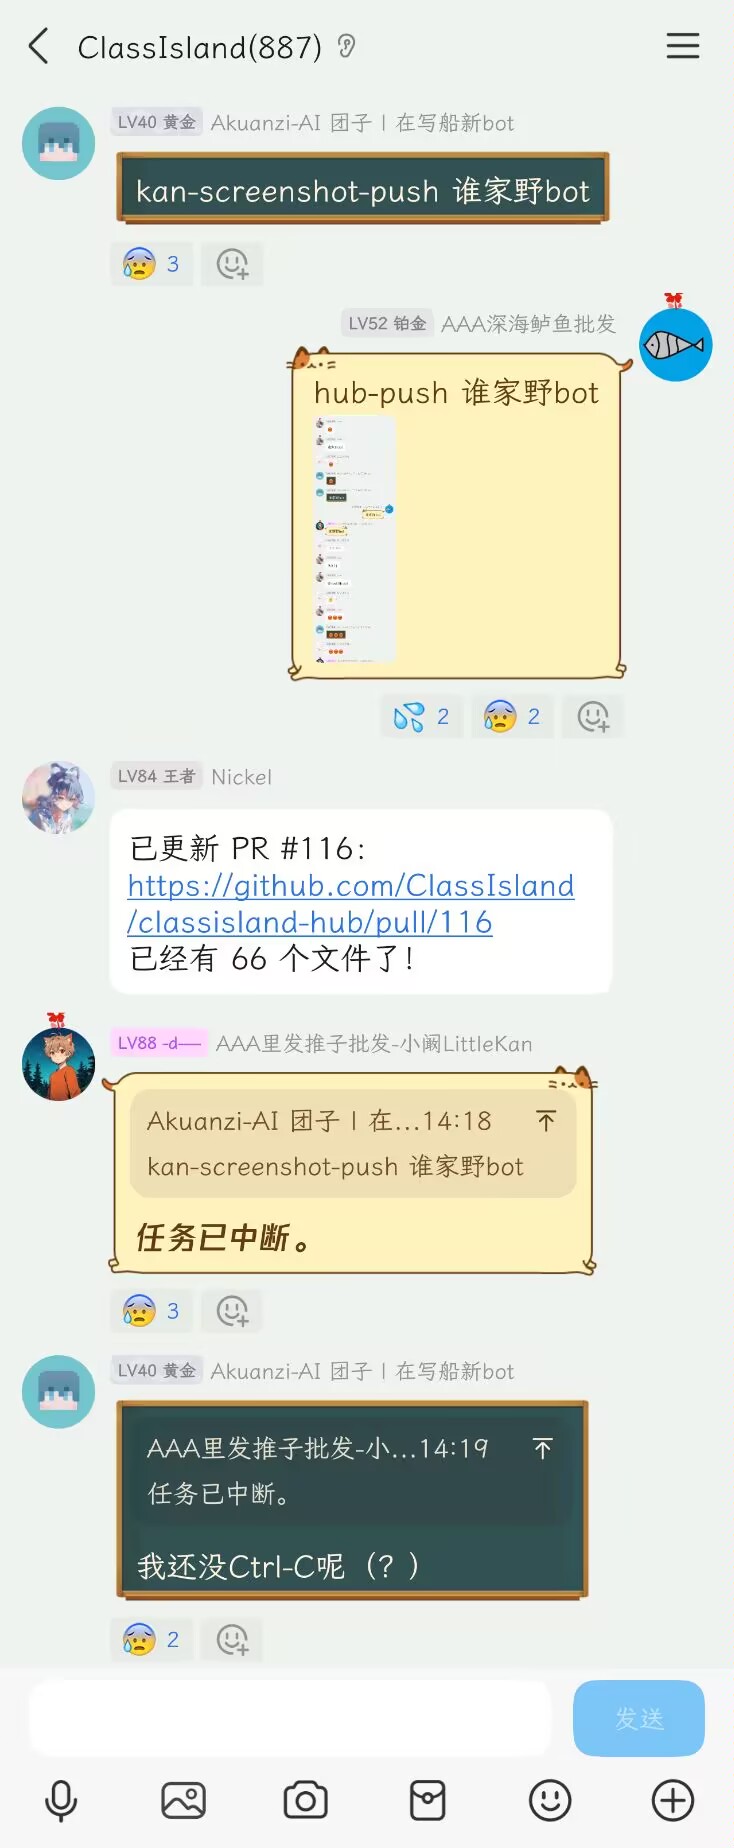 ClassIsland(887)
LV40 黄金 Akuanzi-AI 团子 | 在写船新bot
kan-screenshot-push 谁家野bot
3
LV52 铂金 AAA深海鲈鱼批发
hub-push 谁家野bot
2 2
LV84 王者 Nickel
已更新 PR #116:
https://github.com/ClassIsland
/classisland-hub/pull/116
已经有 66 个文件了!
LV88 -d— AAA里发推子批发-小阚LittleKan
Akuanzi-AI 团子 | 在...14:18
kan-screenshot-push 谁家野bot
任务已中断。
3
LV40 黄金 Akuanzi-AI 团子 | 在写船新bot
AAA里发推子批发-小...14:19
任务已中断。
我还没Ctrl-C呢（？）
2
发送